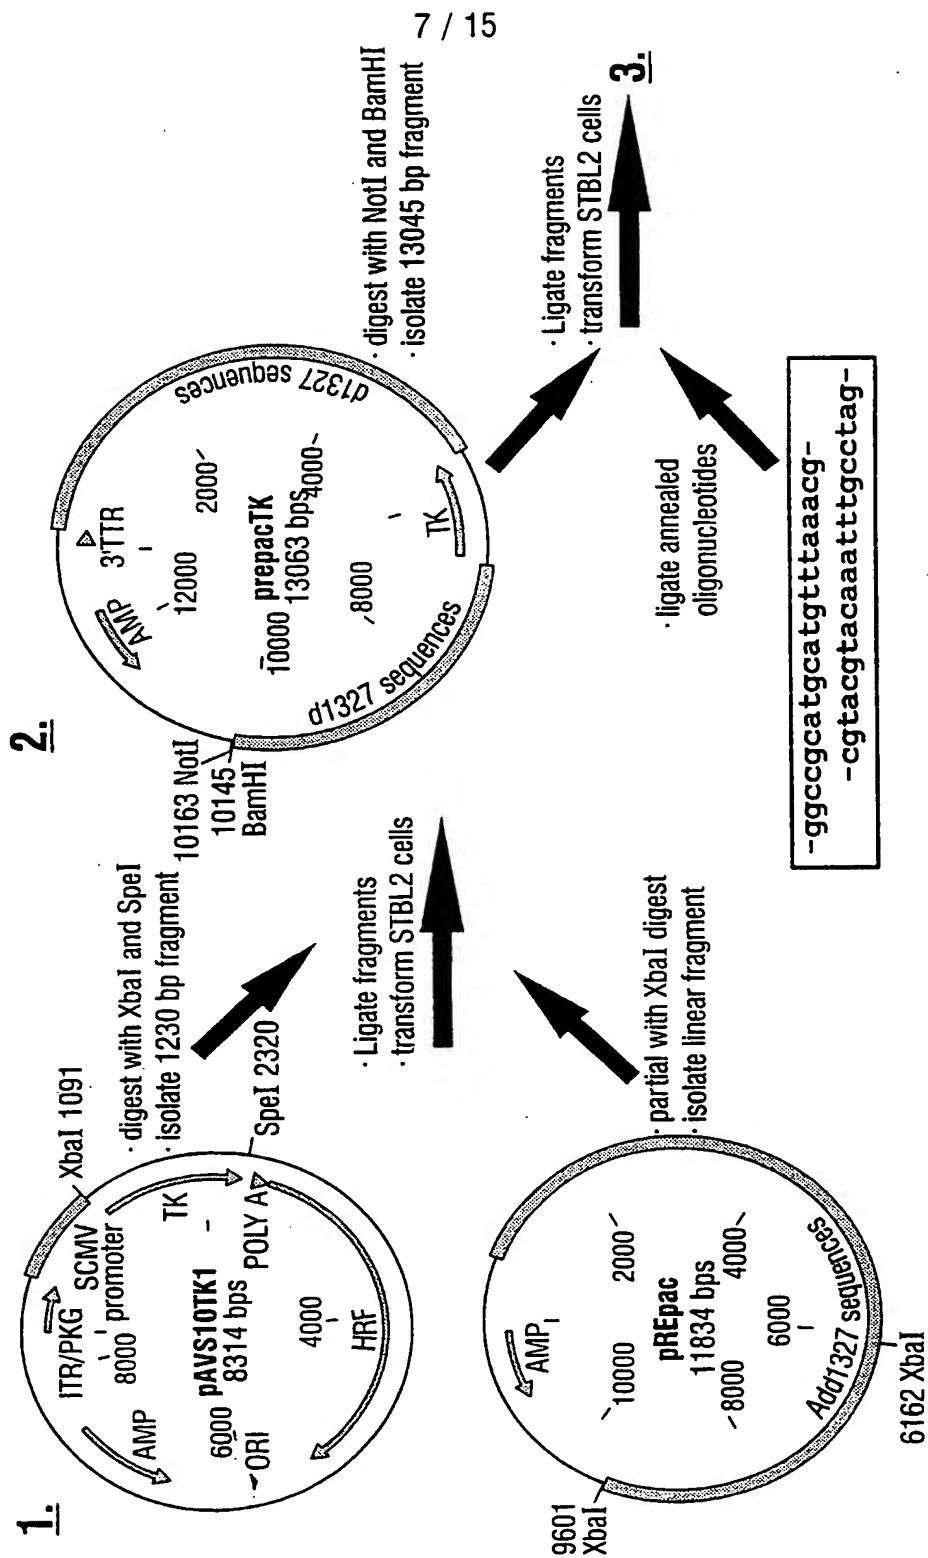 7 / 15
1.
ITR/PKG
SCMV
promoter
XbaI 1091
AMP
8000
TK
6000
pAVS10TK1
8314 bps
ORI
POLY A
SpeI 2320
4000
HRF
· digest with XbaI and SpeI
· isolate 1230 bp fragment
AMP
10000
2000
pREpac
11834 bps
8000
4000
6000
Add1327 sequences
9601
XbaI
6162 XbaI
· partial with XbaI digest
· isolate linear fragment
· Ligate fragments
· transform STBL2 cells
2.
AMP
3'TTR
12000
2000
d1327 sequences
10163 NotI
10145
BamHI
10000
prepacTK
13063 bps
4000
8000
d1327 sequences
TK
· digest with NotI and BamHI
· isolate 13045 bp fragment
· ligate annealed
oligonucleotides
-ggccgcatgcatgtttaaacg-
-cgtacgtacaaatttgcctag-
· Ligate fragments
· transform STBL2 cells
3.